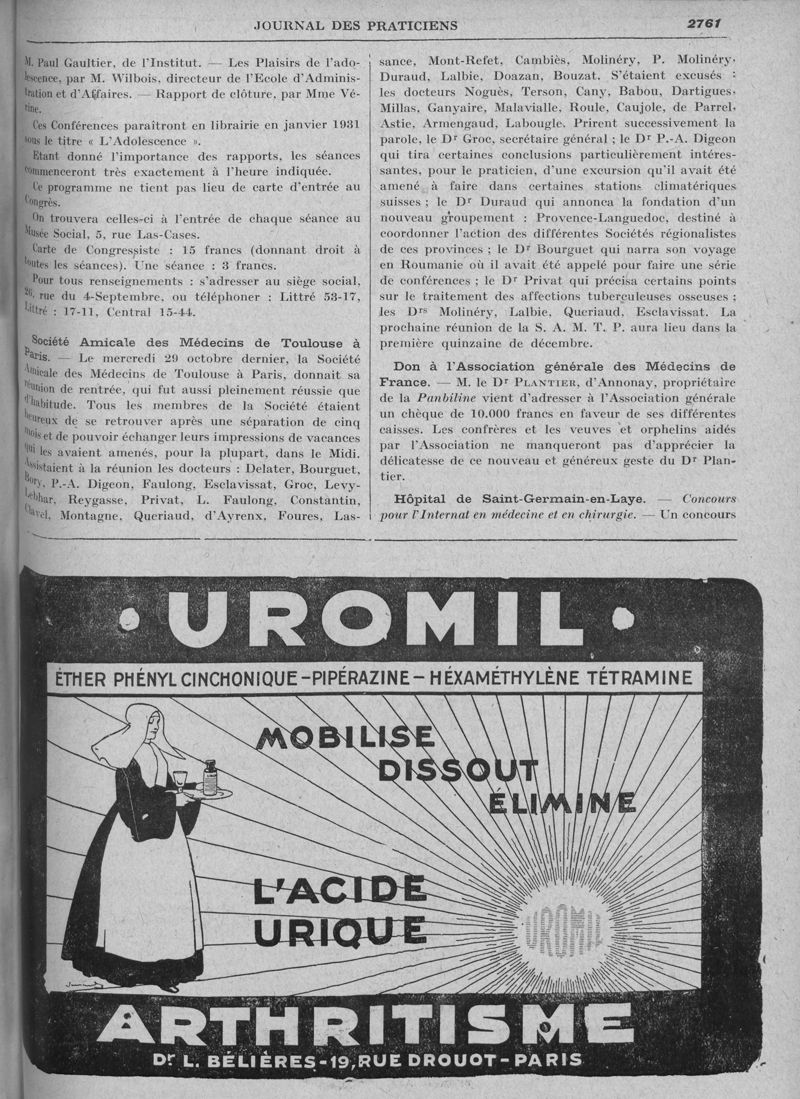 JOURNAL DES PRATICIENS
2761
M. Paul Gaultier, de l'Institut. — Les Plaisirs de l'ado-
lescence, par M. Wilbois, directeur de l'Ecole d'Adminis-
tration et d'Affaires. — Rapport de clôture, par Mme Vé-
rine.
Ces Conférences paraîtront en librairie en janvier 1931
sous le titre « L'Adolescence ».
Etant donné l'importance des rapports, les séances
commenceront très exactement à l'heure indiquée.
Ce programme ne tient pas lieu de carte d'entrée au
Congrès.
On trouvera celles-ci à l'entrée de chaque séance au
Musée Social, 5, rue Las-Cases.
Carte de Congressiste : 15 francs (donnant droit à
toutes les séances). Une séance : 3 francs.
Pour tous renseignements : s'adresser au siège social,
26, rue du 4-Septembre, ou téléphoner : Littré 53-17,
Littré : 17-11, Central 15-44.
Société Amicale des Médecins de Toulouse à
Paris. — Le mercredi 29 octobre dernier, la Société
Amicale des Médecins de Toulouse à Paris, donnait sa
réunion de rentrée, qui fut aussi pleinement réussie que
d'habitude. Tous les membres de la Société étaient
heureux de se retrouver après une séparation de cinq
mois et de pouvoir échanger leurs impressions de vacances
qui les avaient amenés, pour la plupart, dans le Midi.
Assistaient à la réunion les docteurs : Delater, Bourguet,
Bory, P.-A. Digeon, Faulong, Esclavissat, Groc, Levy-
Lebhar, Reygasse, Privat, L. Faulong, Constantin,
Clavel, Montagne, Queriaud, d'Ayrenx, Foures, Las-
sance, Mont-Refet, Cambiès, Molinéry, P. Molinéry,
Duraud, Lalbie, Doazan, Bouzat. S'étaient excusés :
les docteurs Noguès, Terson, Cany, Babou, Dartigues,
Millas, Ganyaire, Malavialle, Roule, Caujole, de Parrel,
Astie, Armengaud, Labougle. Prirent successivement la
parole, le Dr Groc, secrétaire général ; le Dr P.-A. Digeon
qui tira certaines conclusions particulièrement intéres-
santes, pour le praticien, d'une excursion qu'il avait été
amené à faire dans certaines stations climatériques
suisses ; le Dr Duraud qui annonca la fondation d'un
nouveau groupement : Provence-Languedoc, destiné à
coordonner l'action des différentes Sociétés régionalistes
de ces provinces ; le Dr Bourguet qui narra son voyage
en Roumanie où il avait été appelé pour faire une série
de conférences ; le Dr Privat qui précisa certains points
sur le traitement des affections tuberculeuses osseuses ;
les Drs Molinéry, Lalbie, Queriaud, Esclavissat. La
prochaine réunion de la S. A. M. T. P. aura lieu dans la
première quinzaine de décembre.
Don à l'Association générale des Médecins de
France. — M. le Dr PLANTIER, d'Annonay, propriétaire
de la Panbiline vient d'adresser à l'Association générale
un chèque de 10.000 francs en faveur de ses différentes
caisses. Les confrères et les veuves et orphelins aidés
par l'Association ne manqueront pas d'apprécier la
délicatesse de ce nouveau et généreux geste du Dr Plan-
tier.
Hôpital de Saint-Germain-en-Laye. — Concours
pour l'Internat en médecine et en chirurgie. — Un concours
• UROMIL •
ÉTHER PHÉNYL CINCHONIQUE-PIPÉRAZINE-HÉXAMÉTHYLÈNE TÉTRAMINE
MOBILISE
DISSOUT
ÉLIMINE
L'ACIDE
URIQUE
UROMIL
ARTHRITISME
Dr L. BÉLIÈRES-19, RUE DROUOT-PARIS